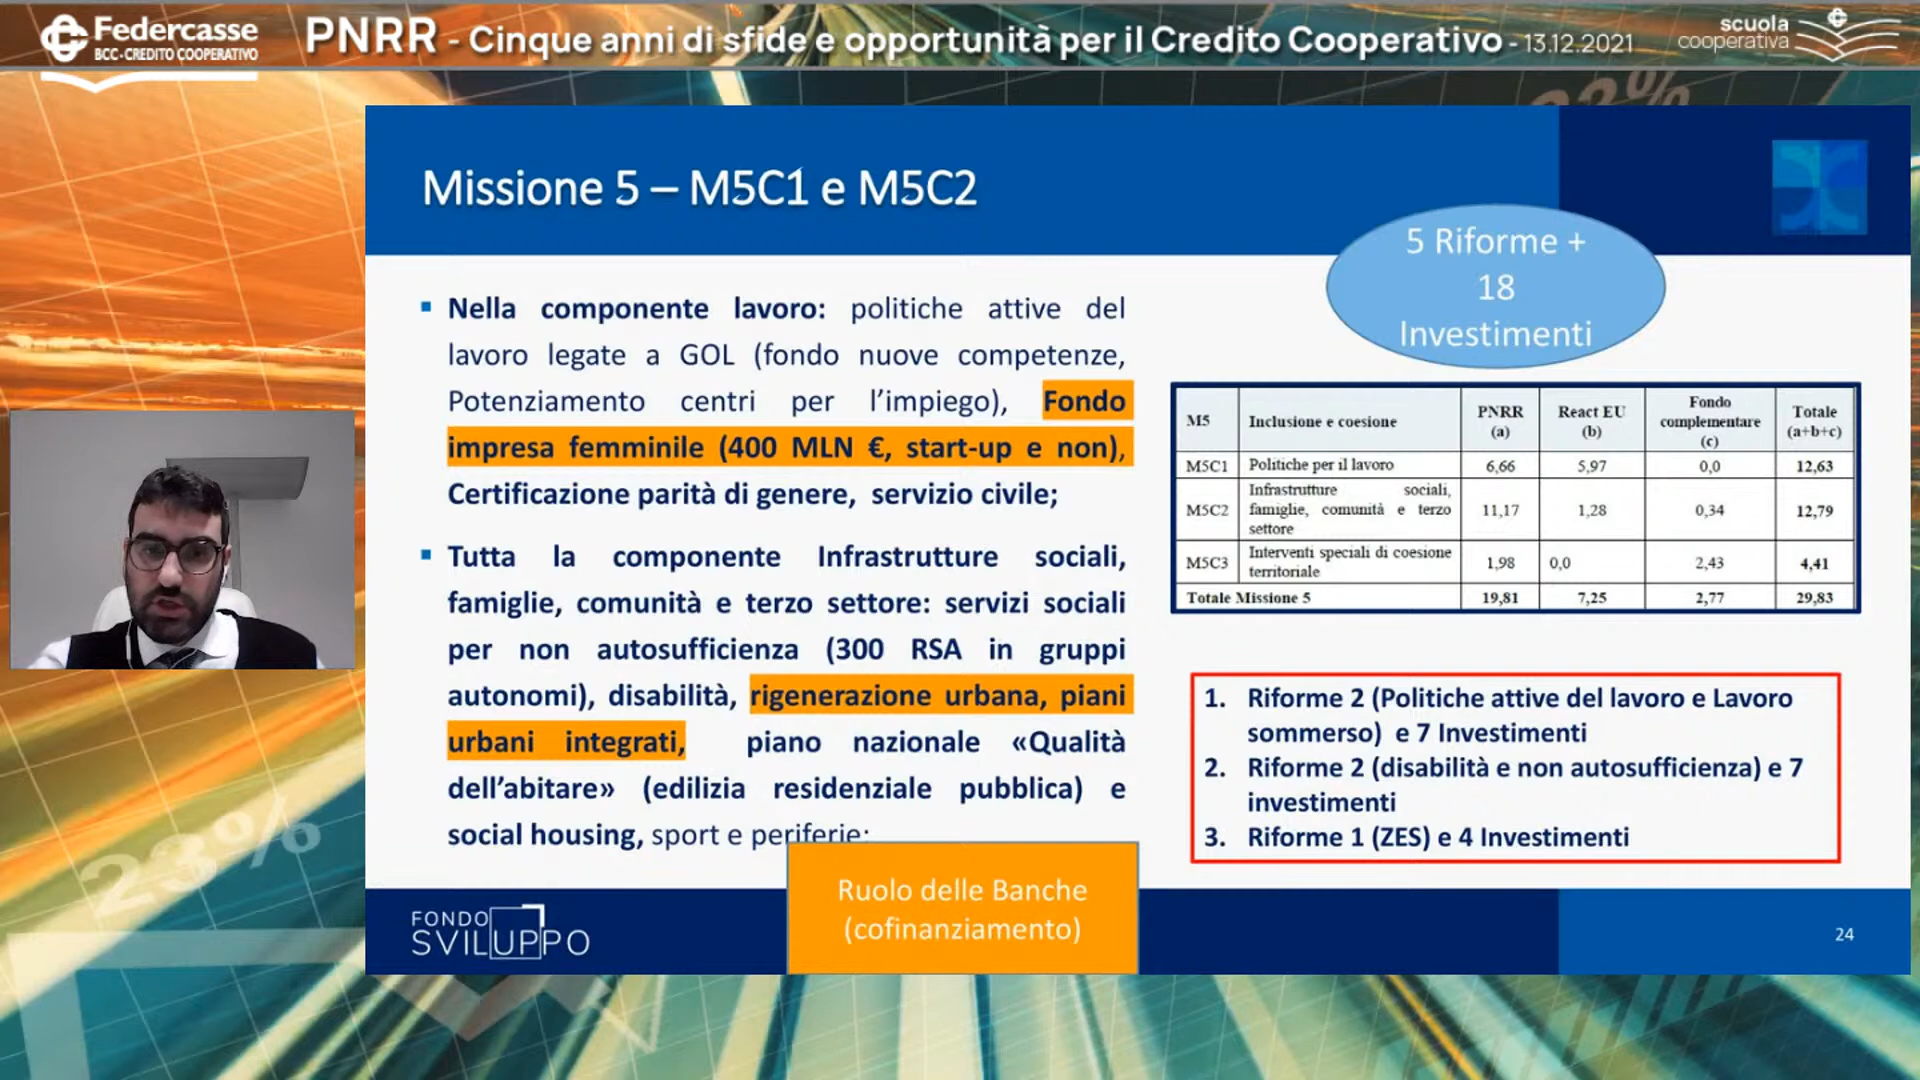 Federcasse
BCC-CREDITO COOPERATIVO
PNRR - Cinque anni di sfide e opportunità per il Credito Cooperativo - 13.12.2021
scuola
cooperativa
23%
Missione 5 – M5C1 e M5C2
5 Riforme +
18
Investimenti
▪ Nella componente lavoro: politiche attive del
lavoro legate a GOL (fondo nuove competenze,
Potenziamento centri per l’impiego), Fondo
impresa femminile (400 MLN €, start-up e non),
Certificazione parità di genere, servizio civile;
▪ Tutta la componente Infrastrutture sociali,
famiglie, comunità e terzo settore: servizi sociali
per non autosufficienza (300 RSA in gruppi
autonomi), disabilità, rigenerazione urbana, piani
urbani integrati, piano nazionale «Qualità
dell’abitare» (edilizia residenziale pubblica) e
social housing, sport e periferie;
M5 Inclusione e coesione PNRR (a) React EU (b) Fondo complementare (c) Totale (a+b+c)
M5C1 Politiche per il lavoro 6,66 5,97 0,0 12,63
M5C2 Infrastrutture sociali, famiglie, comunità e terzo settore 11,17 1,28 0,34 12,79
M5C3 Interventi speciali di coesione territoriale 1,98 0,0 2,43 4,41
Totale Missione 5 19,81 7,25 2,77 29,83
1. Riforme 2 (Politiche attive del lavoro e Lavoro
sommerso) e 7 Investimenti
2. Riforme 2 (disabilità e non autosufficienza) e 7
investimenti
3. Riforme 1 (ZES) e 4 Investimenti
Ruolo delle Banche
(cofinanziamento)
FONDO
SVILUPPO
24